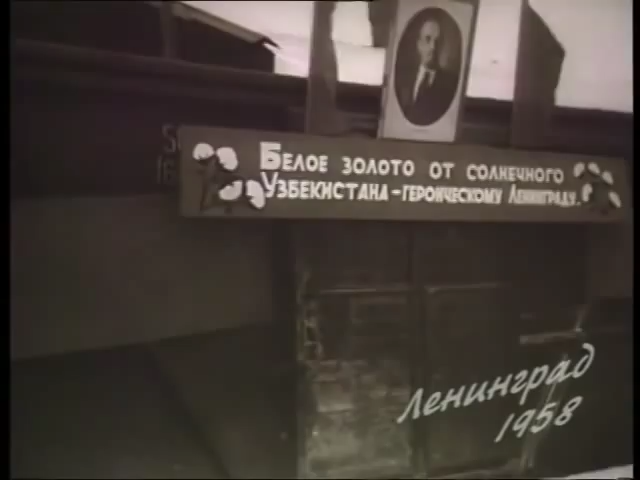 Белое золото от солнечного
Узбекистана-героическому Ленинграду.
Ленинград
1958